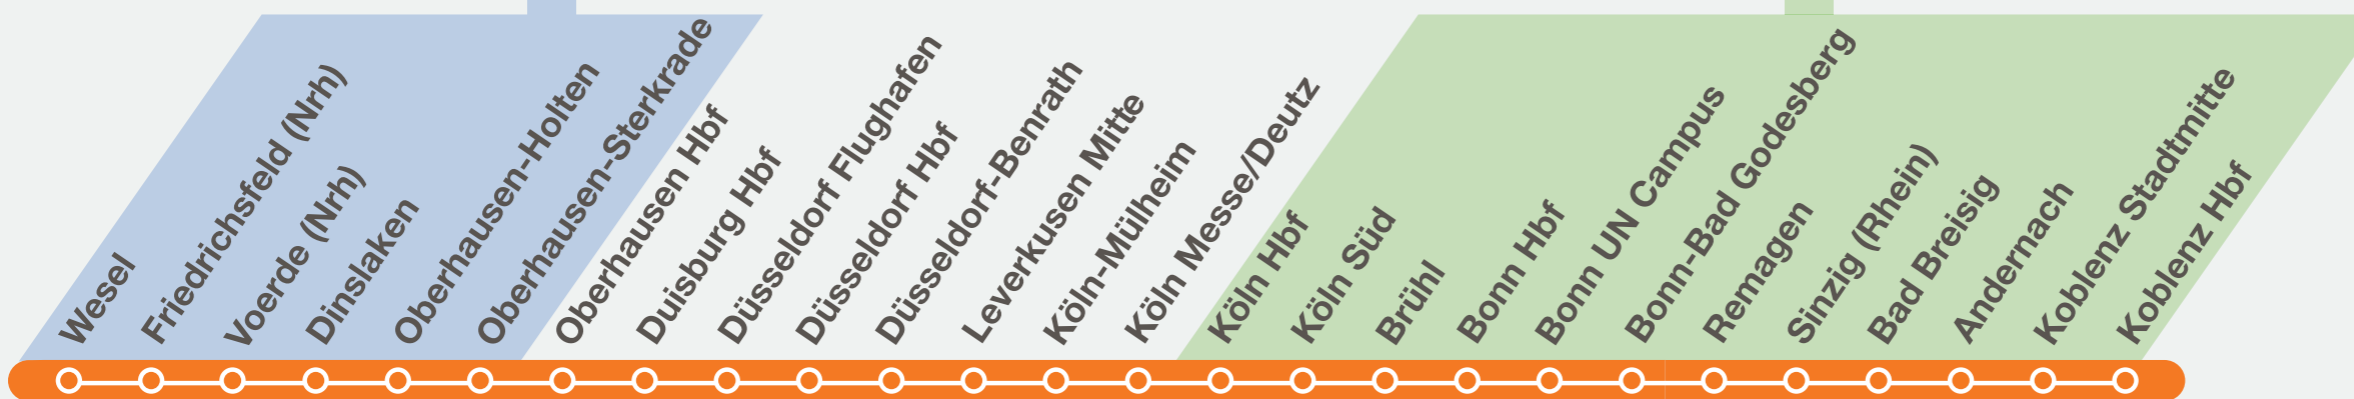 Wesel
Friedrichsfeld (Nrh)
Voerde (Nrh)
Dinslaken
Oberhausen-Holten
Oberhausen-Sterkrade
Oberhausen Hbf
Duisburg Hbf
Düsseldorf Flughafen
Düsseldorf Hbf
Düsseldorf-Benrath
Leverkusen Mitte
Köln-Mülheim
Köln Messe/Deutz
Köln Hbf
Köln Süd
Brühl
Bonn Hbf
Bonn UN Campus
Bonn-Bad Godesberg
Remagen
Sinzig (Rhein)
Bad Breisig
Andernach
Koblenz Stadtmitte
Koblenz Hbf